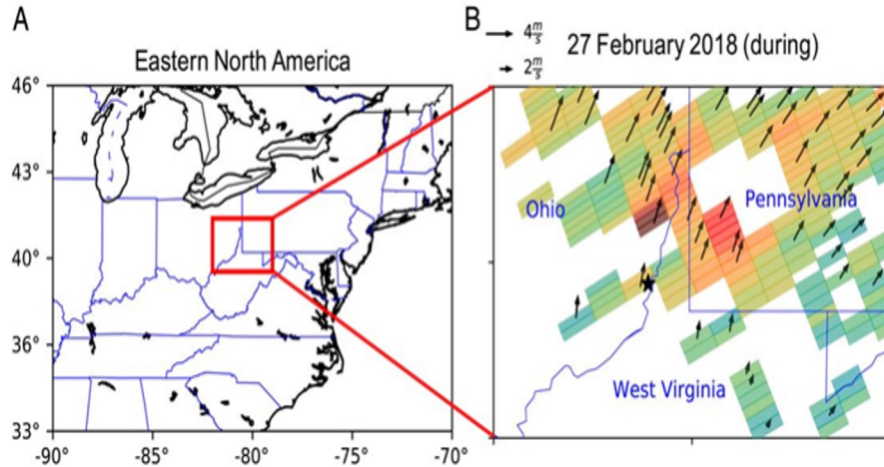 A
Eastern North America
46°
43°
40°
36°
33°
-90
-85
-80
-75
-70
B
4 m/s
2 m/s
27 February 2018 (during)
Ohio
Pennsylvania
West Virginia